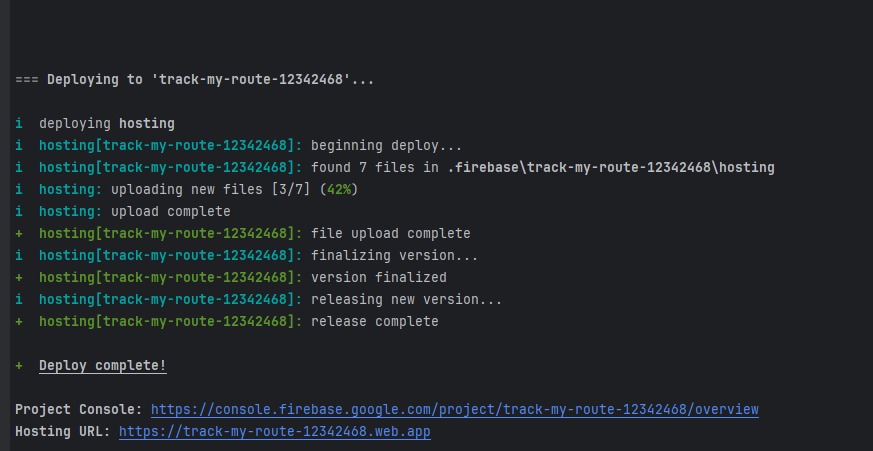 === Deploying to 'track-my-route-12342468'...
i deploying hosting
i hosting[track-my-route-12342468]: beginning deploy...
i hosting[track-my-route-12342468]: found 7 files in .firebase\track-my-route-12342468\hosting
i hosting: uploading new files [3/7] (42%)
i hosting: upload complete
+ hosting[track-my-route-12342468]: file upload complete
i hosting[track-my-route-12342468]: finalizing version...
+ hosting[track-my-route-12342468]: version finalized
i hosting[track-my-route-12342468]: releasing new version...
+ hosting[track-my-route-12342468]: release complete
+ Deploy complete!
Project Console: https://console.firebase.google.com/project/track-my-route-12342468/overview
Hosting URL: https://track-my-route-12342468.web.app